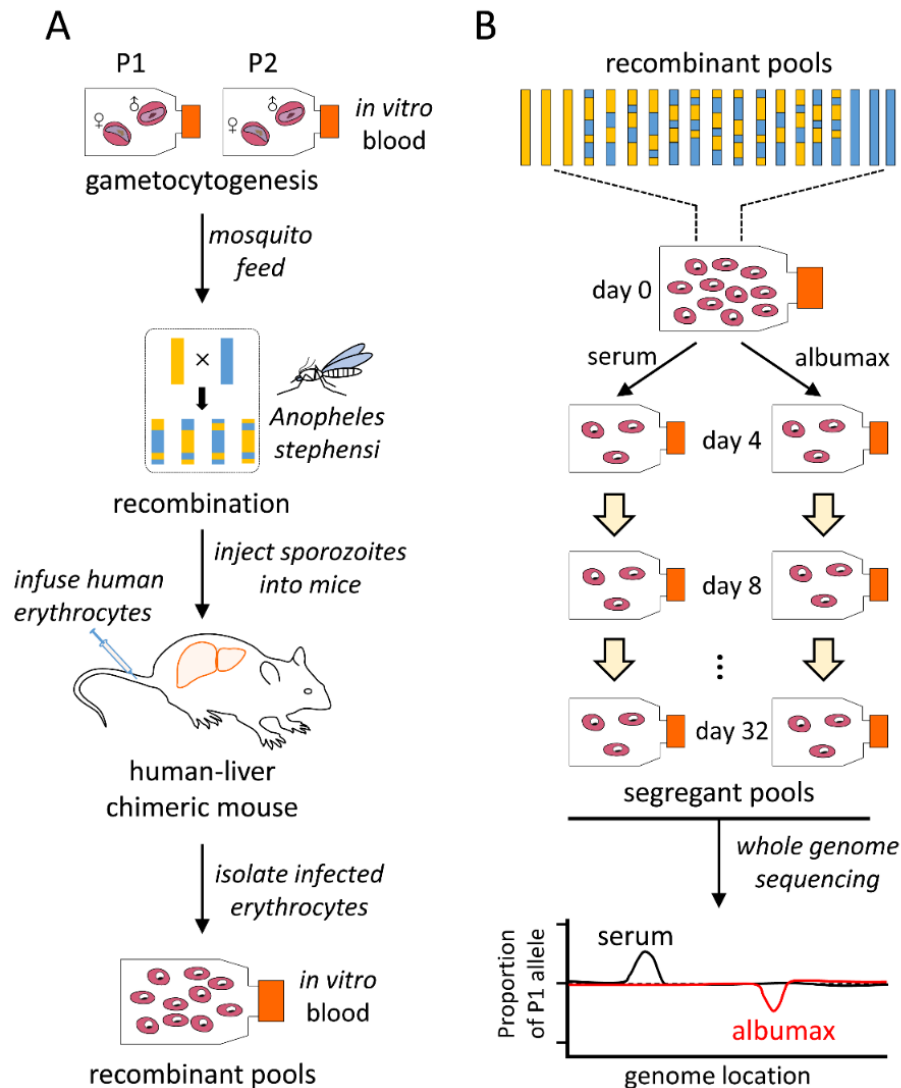 A
P1
P2
♀
♂
♀
♂
in vitro
blood
gametocytogenesis
mosquito
feed
×
Anopheles
stephensi
recombination
inject sporozoites
into mice
infuse human
erythrocytes
human-liver
chimeric mouse
isolate infected
erythrocytes
in vitro
blood
recombinant pools
B
recombinant pools
day 0
serum
albumax
day 4
day 8
⋮
day 32
segregant pools
whole genome
sequencing
Proportion
of P1 allele
serum
albumax
genome location